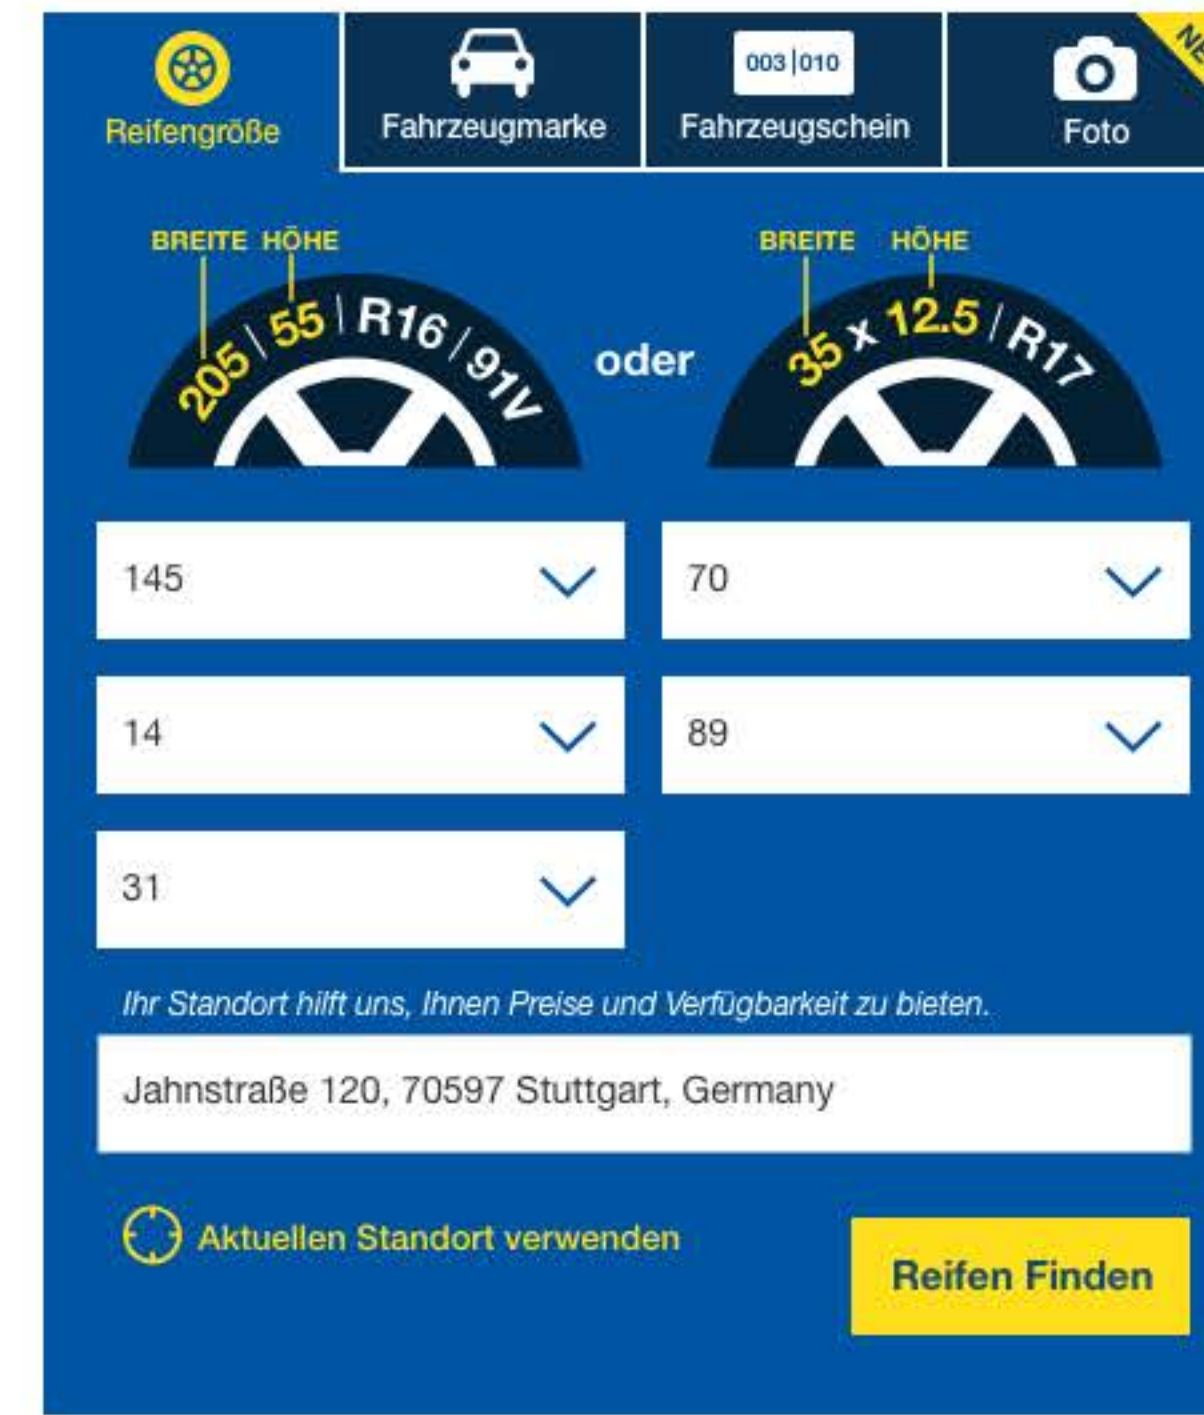 Reifengröße
Fahrzeugmarke
003|010
Fahrzeugschein
Foto
BREITE HÖHE
205 | 55 | R16 | 91V
oder
BREITE HÖHE
35 x 12.5 | R17
145
70
14
89
31
Ihr Standort hilft uns, Ihnen Preise und Verfügbarkeit zu bieten.
Jahnstraße 120, 70597 Stuttgart, Germany
Aktuellen Standort verwenden
Reifen Finden